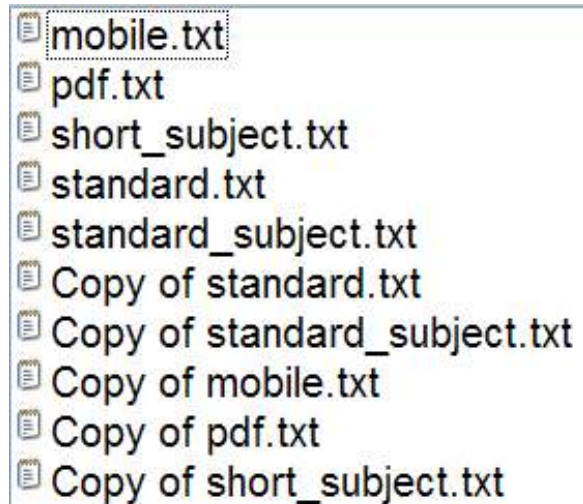 mobile.txt
pdf.txt
short_subject.txt
standard.txt
standard_subject.txt
Copy of standard.txt
Copy of standard_subject.txt
Copy of mobile.txt
Copy of pdf.txt
Copy of short_subject.txt